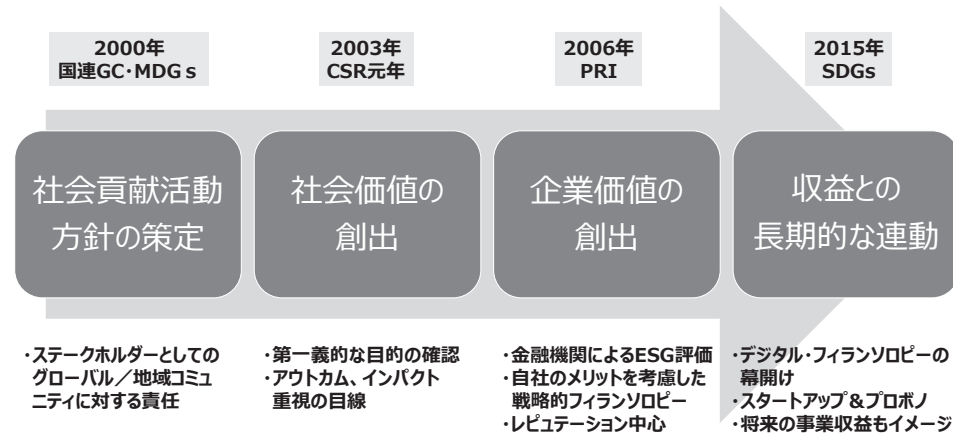 2000年
国連GC・MDGｓ
2003年
CSR元年
2006年
PRI
2015年
SDGs
社会貢献活動
方針の策定
社会価値の
創出
企業価値の
創出
収益との
長期的な連動
・ステークホルダーとしての
グローバル／地域コミュ
ニティに対する責任
・第一義的な目的の確認
・アウトカム、インパクト
重視の目線
・金融機関によるESG評価
・自社のメリットを考慮した
戦略的フィランソロピー
・レピュテーション中心
・デジタル・フィランソロピーの
幕開け
・スタートアップ＆プロボノ
・将来の事業収益もイメージ